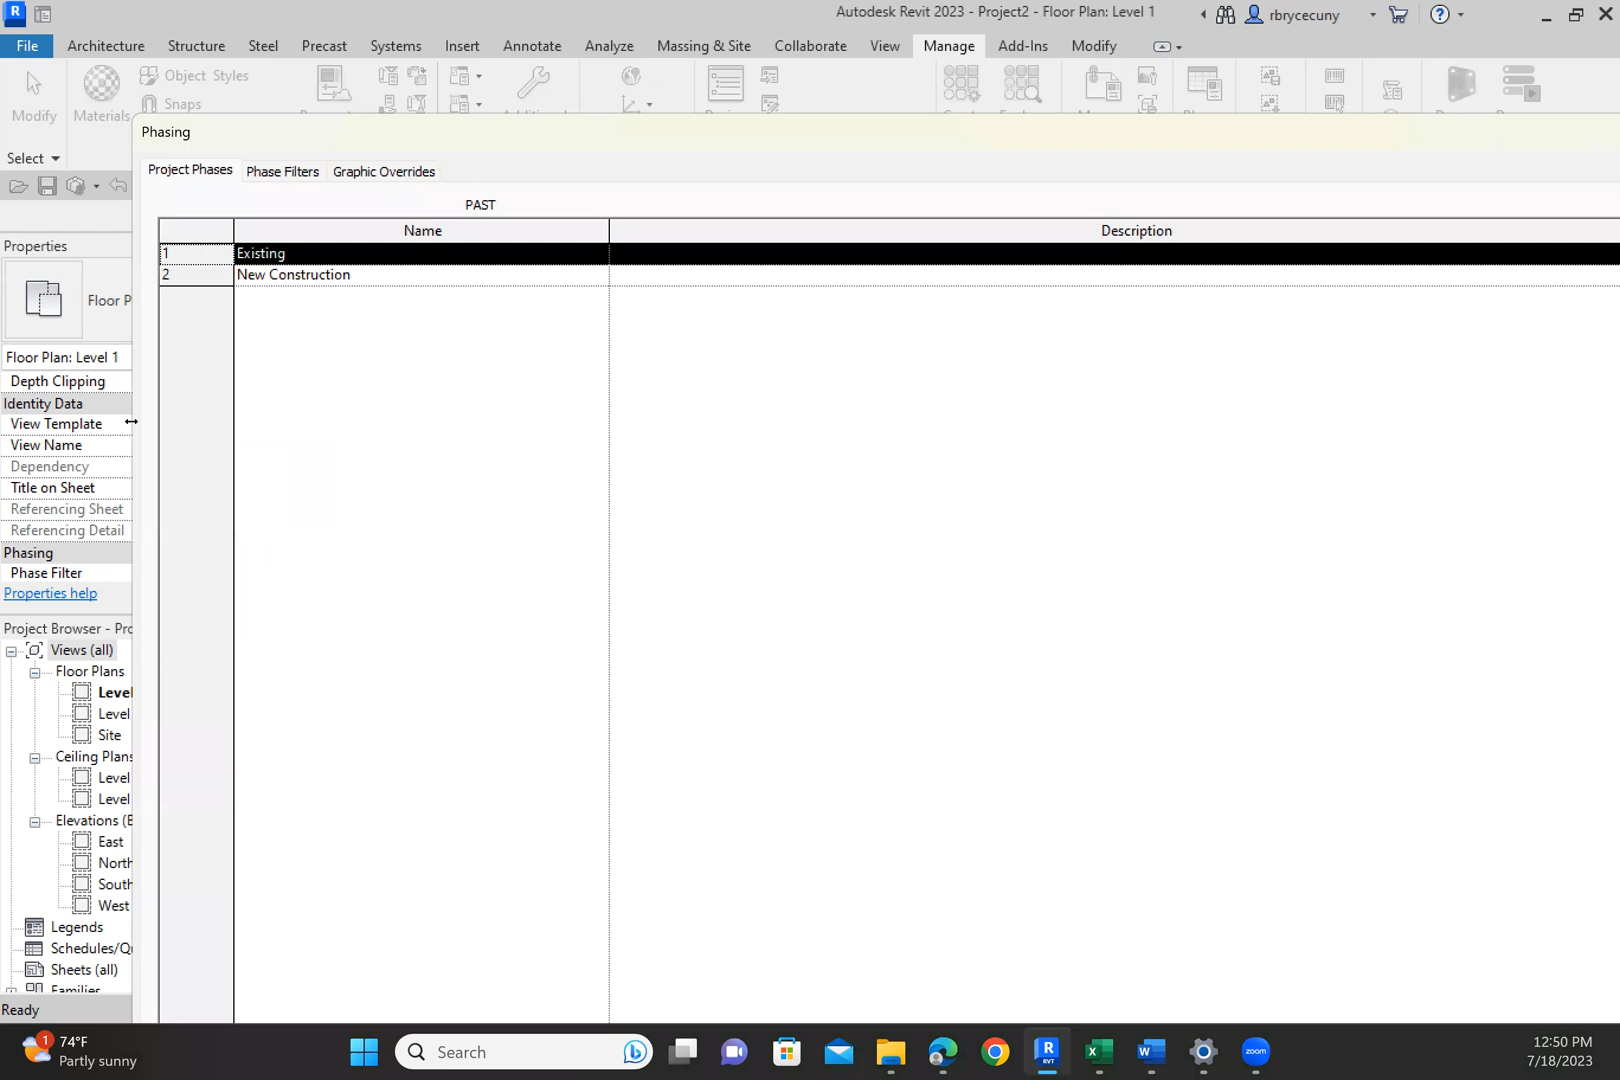 Autodesk Revit 2023 - Project2 - Floor Plan: Level 1
rbrycecuny
File Architecture Structure Steel Precast Systems Insert Annotate Analyze Massing & Site Collaborate View Manage Add-Ins Modify
Object Styles
Snaps
Modify Materials
Select
Phasing
Project Phases Phase Filters Graphic Overrides
PAST
Name Description
1 Existing
2 New Construction
Properties
Floor P
Floor Plan: Level 1
Depth Clipping
Identity Data
View Template
View Name
Dependency
Title on Sheet
Referencing Sheet
Referencing Detail
Phasing
Phase Filter
Properties help
Project Browser - Pro
Views (all)
Floor Plans
Level
Level
Site
Ceiling Plans
Level
Level
Elevations (B
East
North
South
West
Legends
Schedules/Qu
Sheets (all)
Families
Ready
1
74°F
Partly sunny
Search
R
RVT
zoom
12:50 PM
7/18/2023